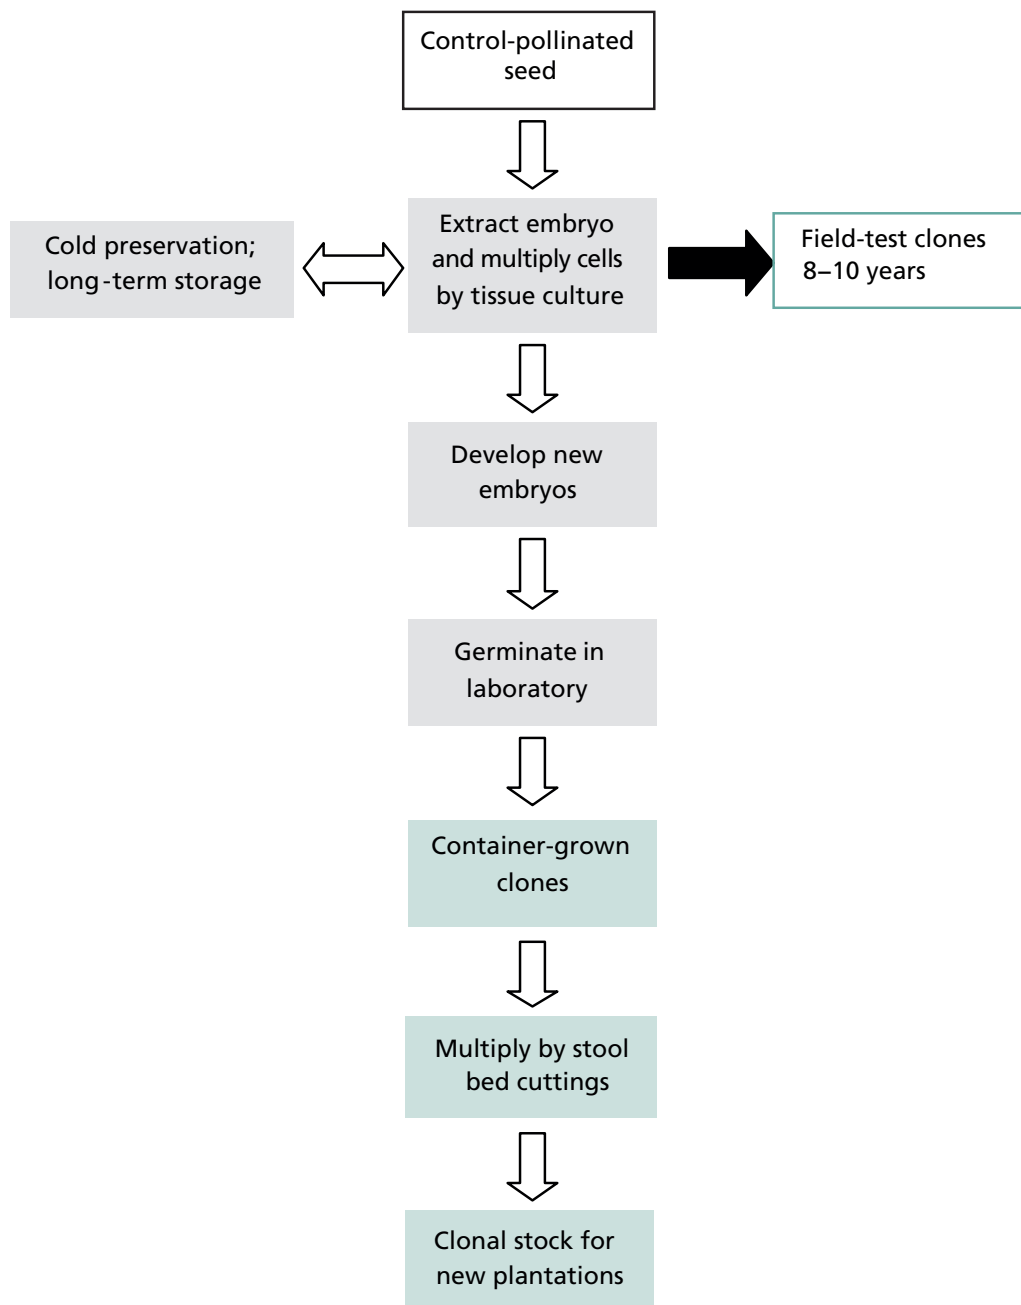 Control-pollinated
seed
Cold preservation;
long-term storage
Extract embryo
and multiply cells
by tissue culture
Field-test clones
8–10 years
Develop new
embryos
Germinate in
laboratory
Container-grown
clones
Multiply by stool
bed cuttings
Clonal stock for
new plantations